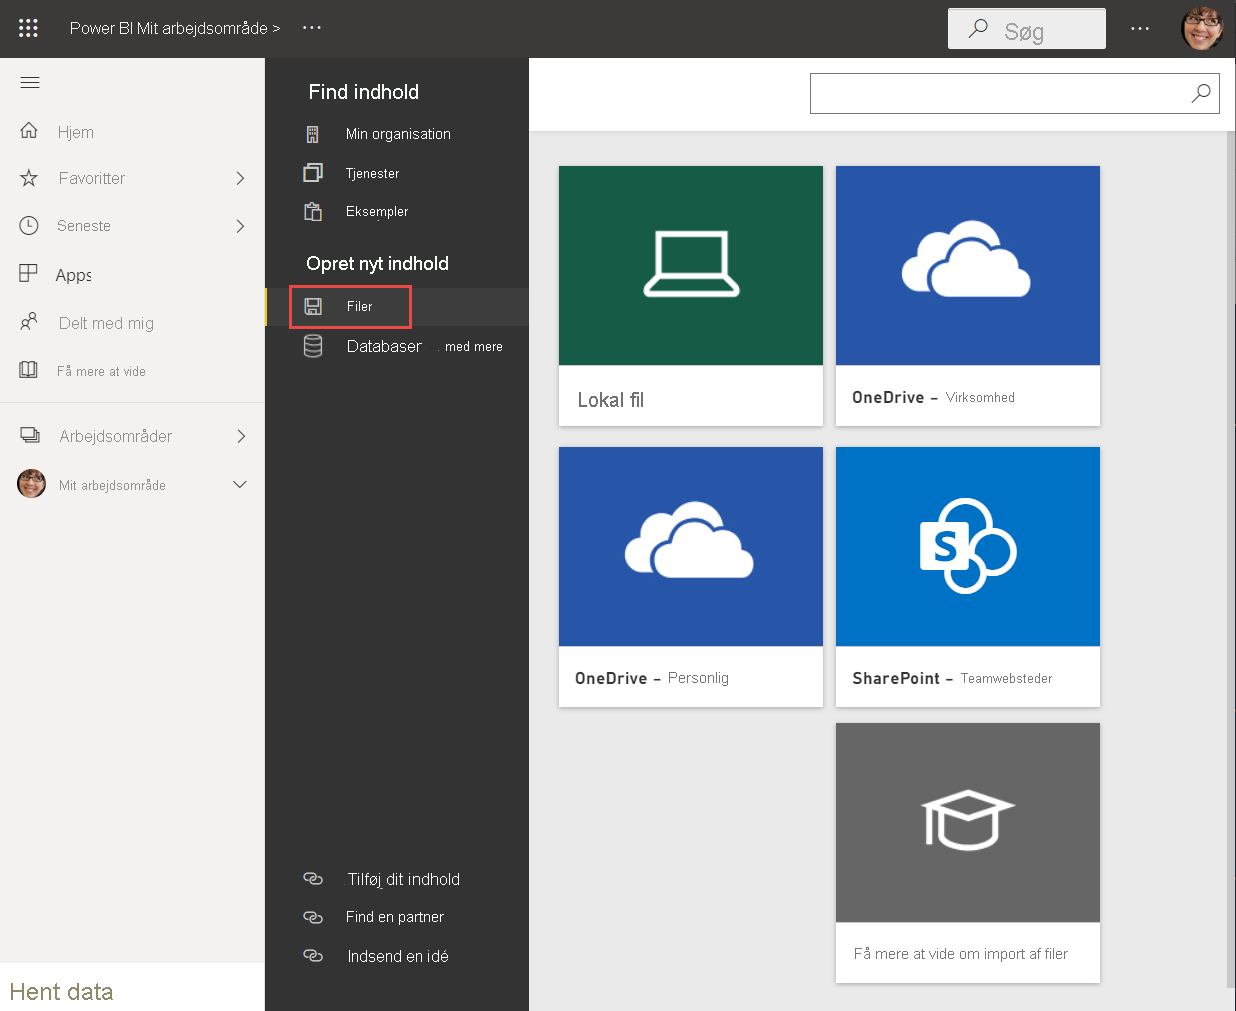 Power BI Mit arbejdsområde >
Søg
Hjem
Favoritter
Seneste
Apps
Delt med mig
Få mere at vide
Arbejdsområder
Mit arbejdsområde
Hent data
Find indhold
Min organisation
Tjenester
Eksempler
Opret nyt indhold
Filer
Databaser med mere
Tilføj dit indhold
Find en partner
Indsend en idé
Lokal fil
OneDrive – Virksomhed
OneDrive – Personlig
SharePoint – Teamwebsteder
Få mere at vide om import af filer